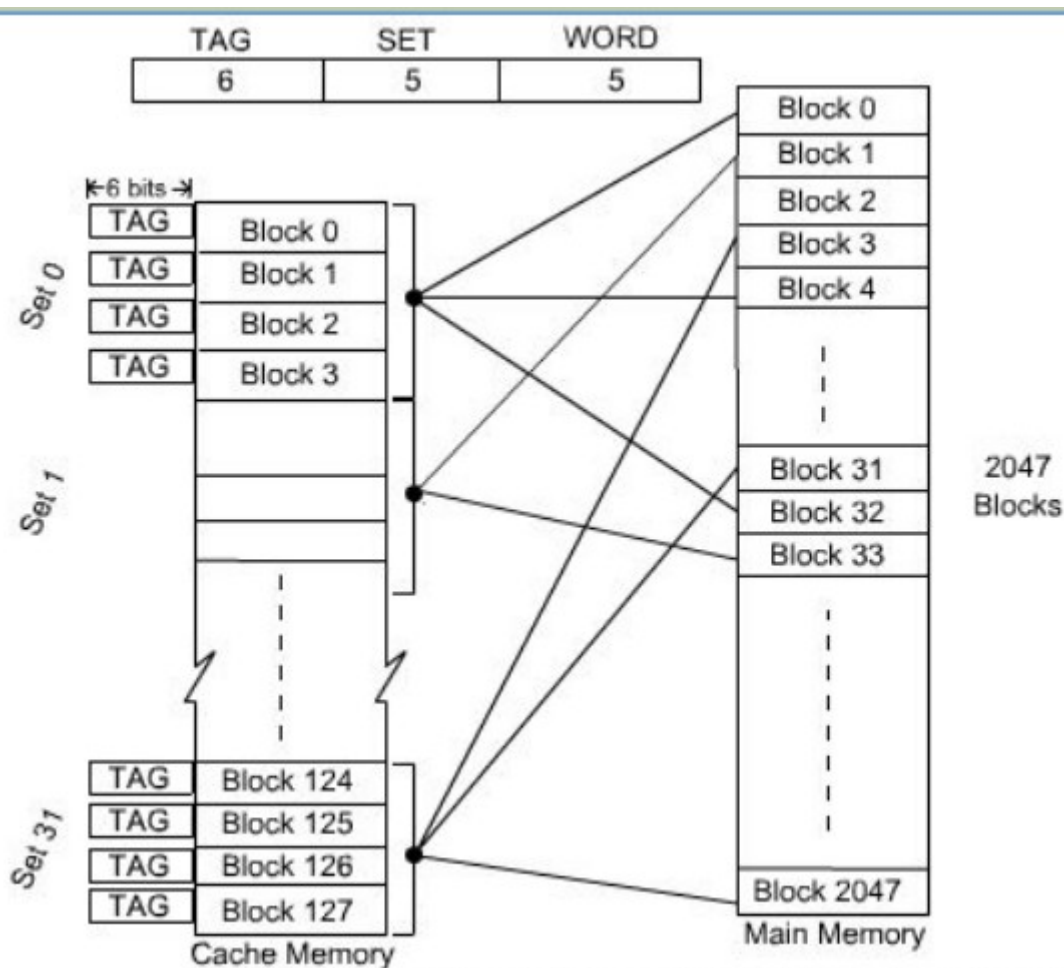 TAG SET WORD
6 5 5
6 bits
Set 0
TAG Block 0
TAG Block 1
TAG Block 2
TAG Block 3
Set 1
Set 31
TAG Block 124
TAG Block 125
TAG Block 126
TAG Block 127
Cache Memory
Block 0
Block 1
Block 2
Block 3
Block 4
Block 31
Block 32
Block 33
Block 2047
Main Memory
2047
Blocks